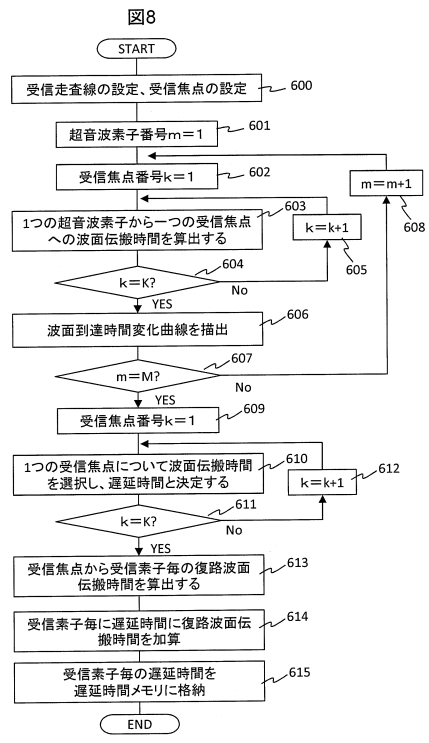 図8
START
受信走査線の設定、受信焦点の設定
600
超音波素子番号m=1
601
受信焦点番号k=1
602
m=m+1
608
1つの超音波素子から一つの受信焦点
への波面伝搬時間を算出する
603
k=k+1
605
k=K?
604
No
YES
波面到達時間変化曲線を描出
606
m=M?
607
No
YES
受信焦点番号k=1
609
1つの受信焦点について波面伝搬時間
を選択し、遅延時間と決定する
610
k=k+1
612
k=K?
611
No
YES
受信焦点から受信素子毎の復路波面
伝搬時間を算出する
613
受信素子毎に遅延時間に復路波面伝
搬時間を加算
614
受信素子毎の遅延時間を
遅延時間メモリに格納
615
END